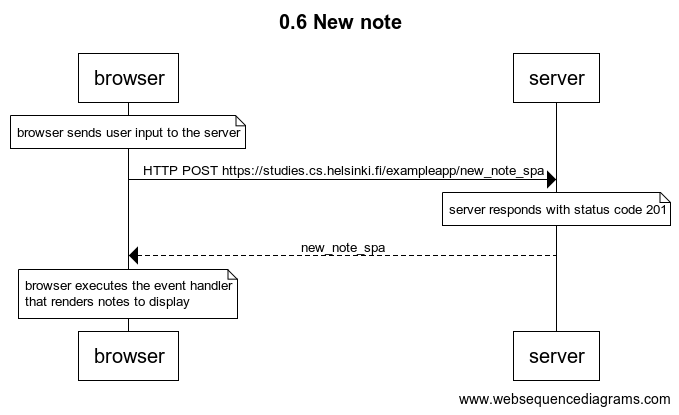 0.6 New note
browser
server
browser sends user input to the server
HTTP POST https://studies.cs.helsinki.fi/exampleapp/new_note_spa
server responds with status code 201
new_note_spa
browser executes the event handler
that renders notes to display
browser
server
www.websequencediagrams.com